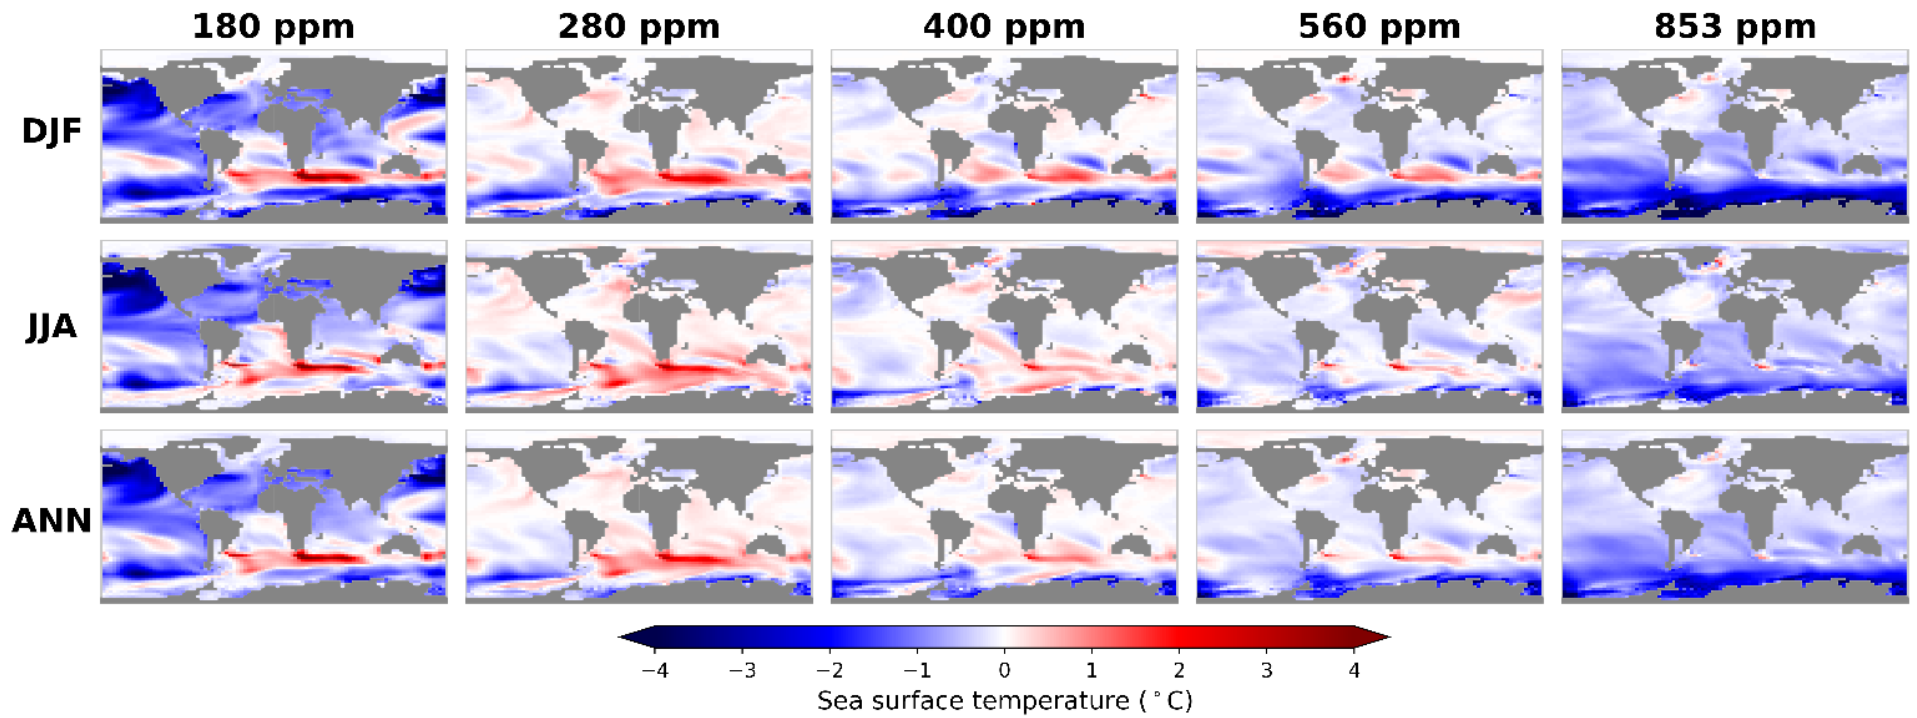 180 ppm 280 ppm 400 ppm 560 ppm 853 ppm
DJF
JJA
ANN
−4 −3 −2 −1 0 1 2 3 4
Sea surface temperature (°C)